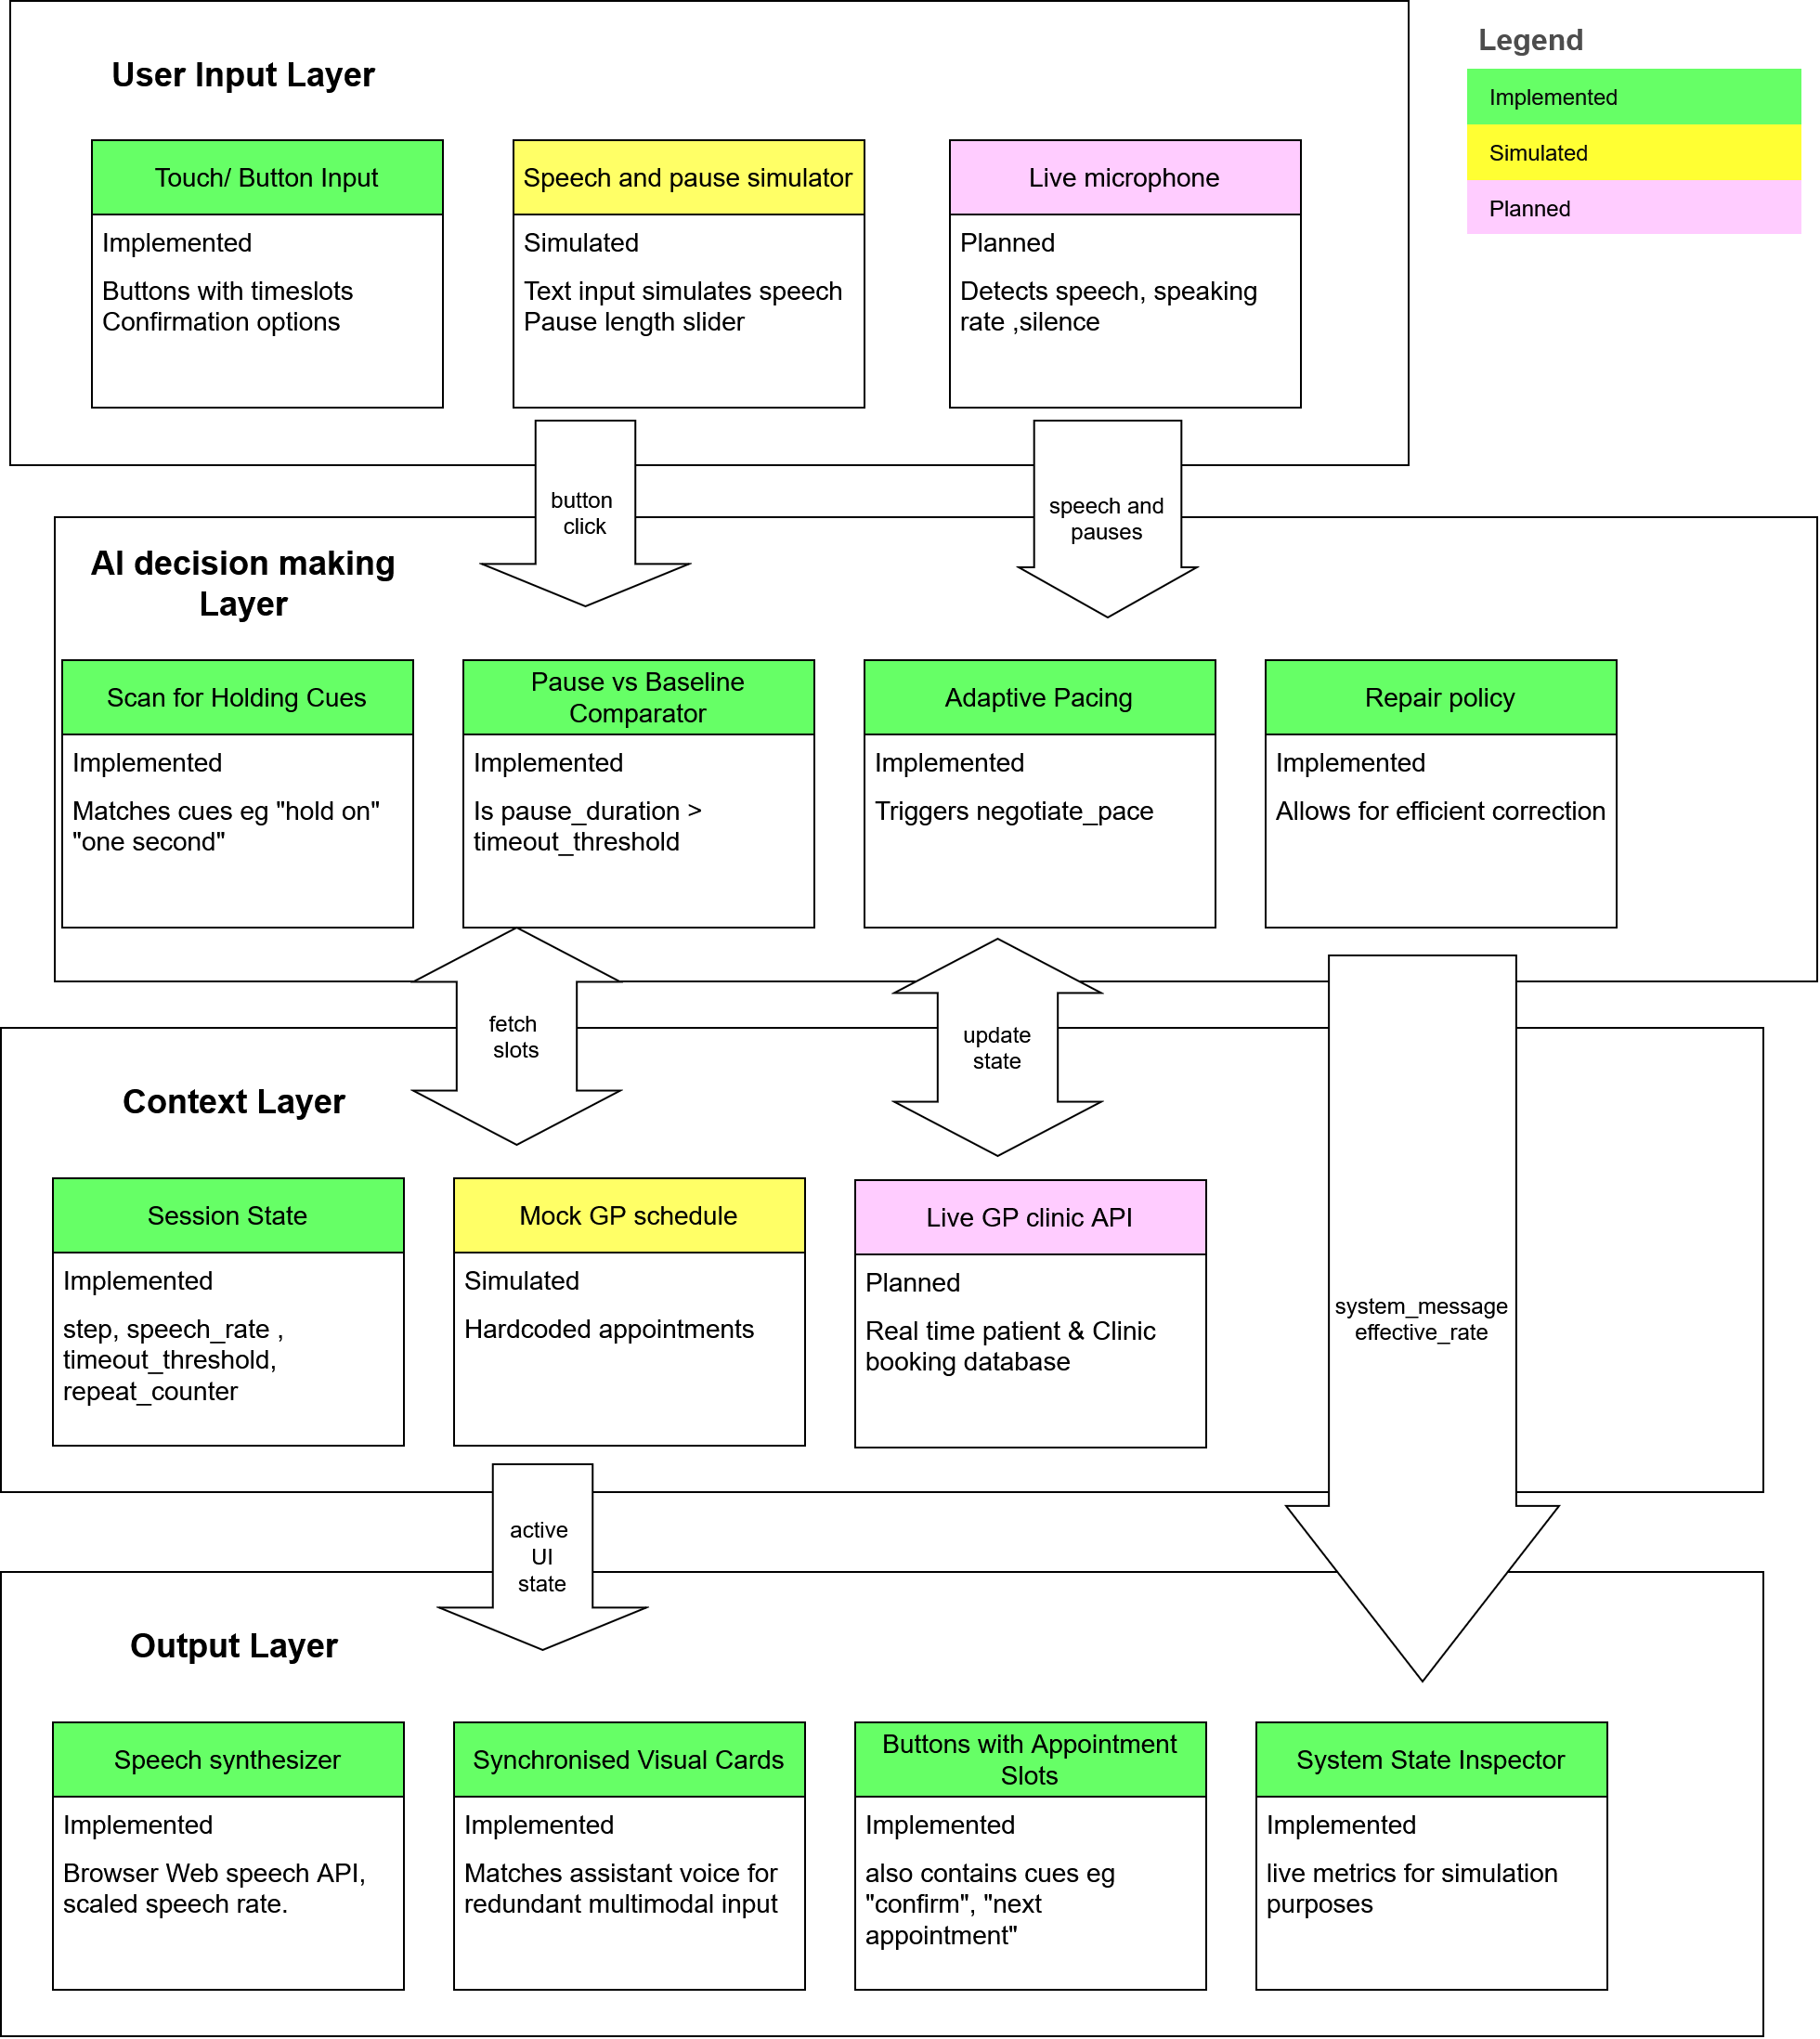 User Input Layer
Legend
Implemented
Simulated
Planned
Touch/ Button Input
Implemented
Buttons with timeslots
Confirmation options
Speech and pause simulator
Simulated
Text input simulates speech
Pause length slider
Live microphone
Planned
Detects speech, speaking
rate ,silence
button
click
speech and
pauses
AI decision making
Layer
Scan for Holding Cues
Implemented
Matches cues eg "hold on"
"one second"
Pause vs Baseline
Comparator
Implemented
Is pause_duration >
timeout_threshold
Adaptive Pacing
Implemented
Triggers negotiate_pace
Repair policy
Implemented
Allows for efficient correction
fetch
slots
update
state
system_message
effective_rate
Context Layer
Session State
Implemented
step, speech_rate ,
timeout_threshold,
repeat_counter
Mock GP schedule
Simulated
Hardcoded appointments
Live GP clinic API
Planned
Real time patient & Clinic
booking database
active
UI
state
Output Layer
Speech synthesizer
Implemented
Browser Web speech API,
scaled speech rate.
Synchronised Visual Cards
Implemented
Matches assistant voice for
redundant multimodal input
Buttons with Appointment
Slots
Implemented
also contains cues eg
"confirm", "next
appointment"
System State Inspector
Implemented
live metrics for simulation
purposes